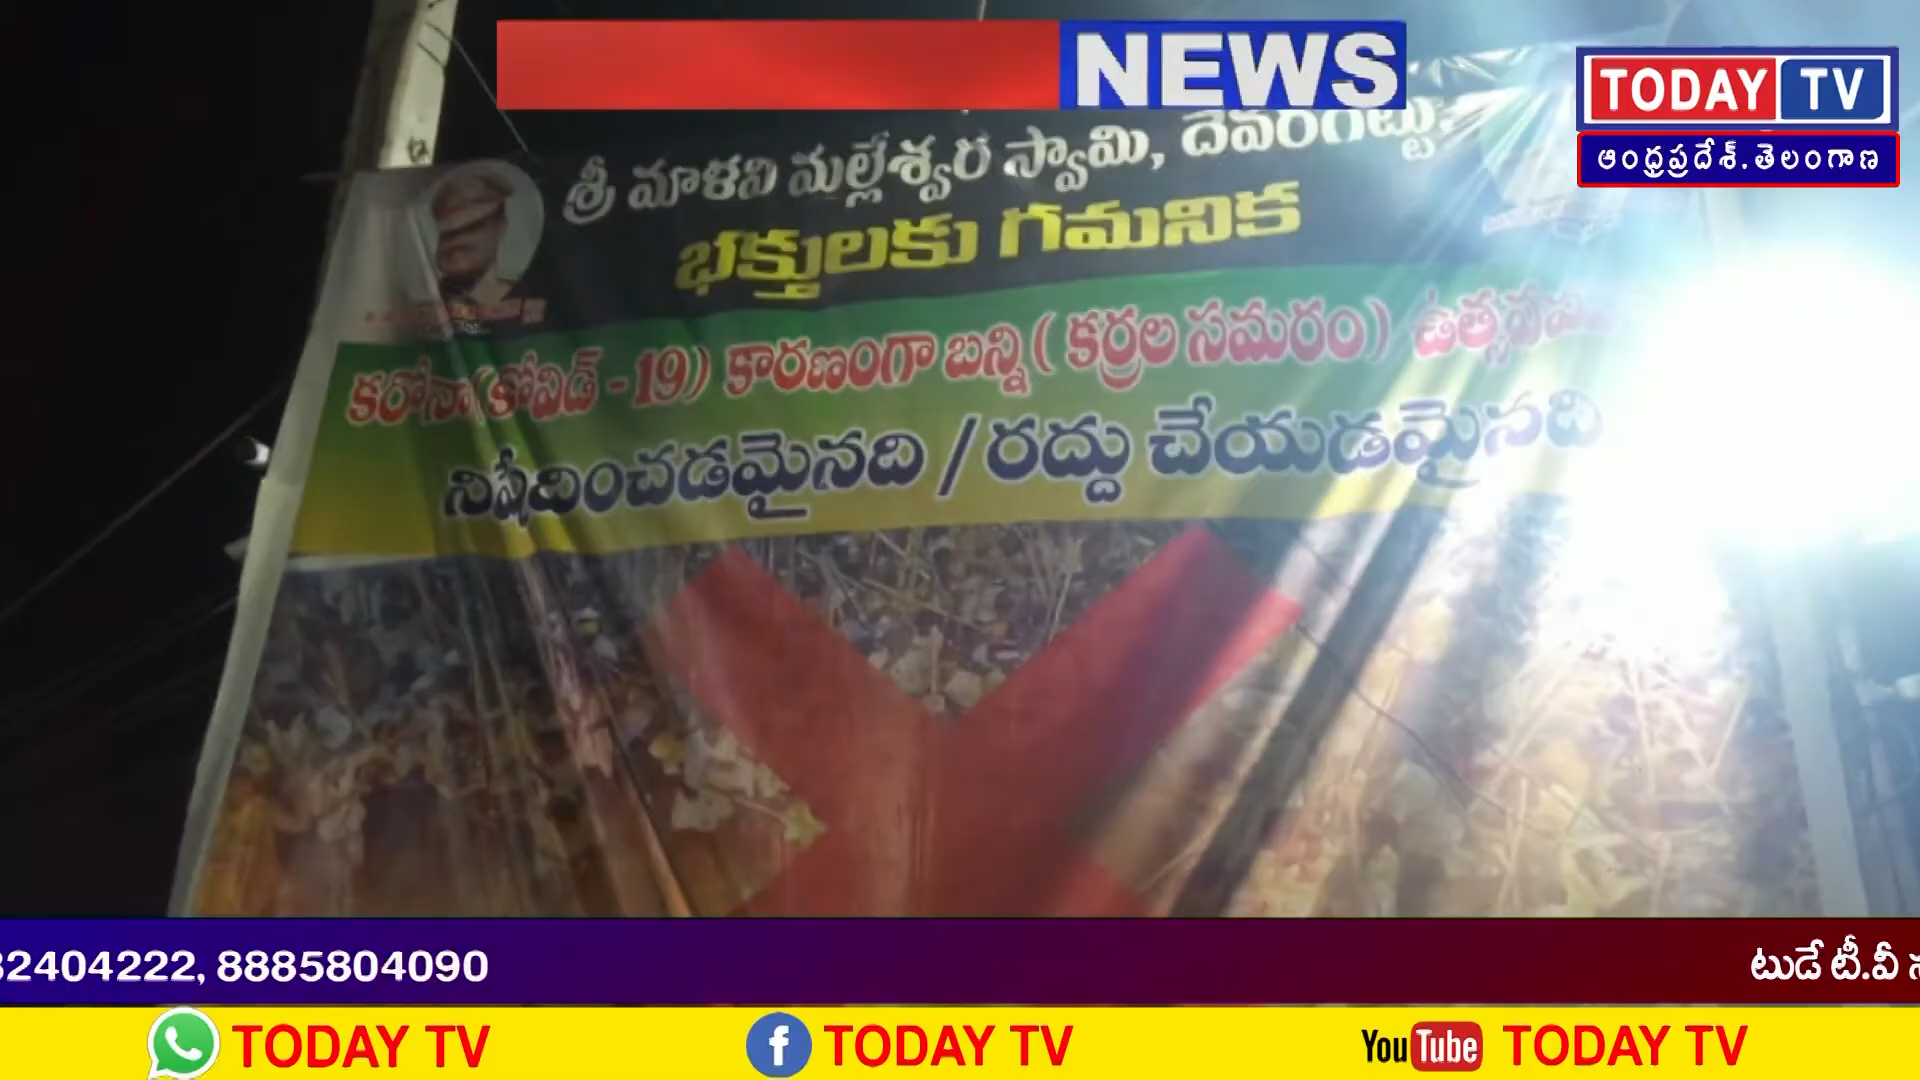 NEWS
TODAY TV
ఆంధ్రప్రదేశ్.తెలంగాణ
శ్రీ మాళవి మల్లేశ్వర స్వామి, దేవరగట్టు
భక్తులకు గమనిక
కరోనా(కోవిడ్ - 19) కారణంగా బన్ని ( కర్రల సమరం)
నిషేదించడమైనది / రద్దు చేయడమైనది
32404222, 8885804090
టుడే టీ.వీ
TODAY TV
TODAY TV
YouTube TODAY TV